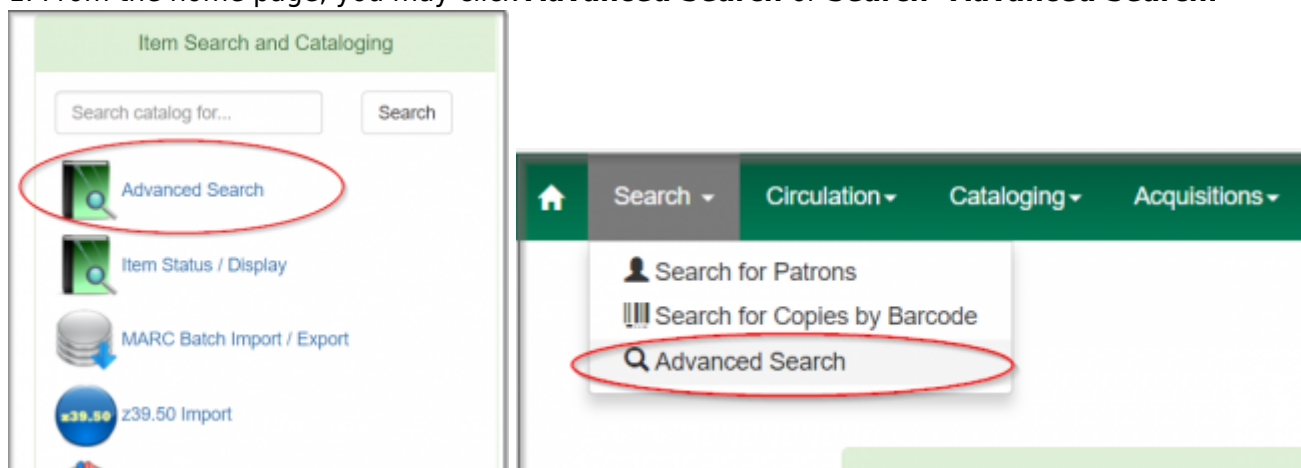 Item Search and Cataloging
Search catalog for...
Search
Advanced Search
Item Status / Display
MARC Batch Import / Export
z39.50
z39.50 Import
Search
Circulation
Cataloging
Acquisitions
Search for Patrons
Search for Copies by Barcode
Advanced Search